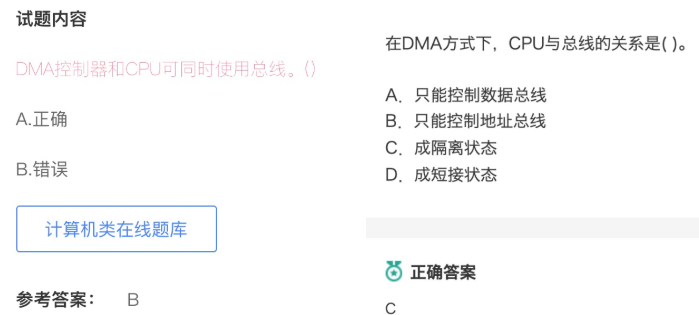 试题内容
DMA控制器和CPU可同时使用总线。()
A.正确
B.错误
计算机类在线题库
参考答案： B
在DMA方式下，CPU与总线的关系是( )。
A．只能控制数据总线
B．只能控制地址总线
C．成隔离状态
D．成短接状态
正确答案
C